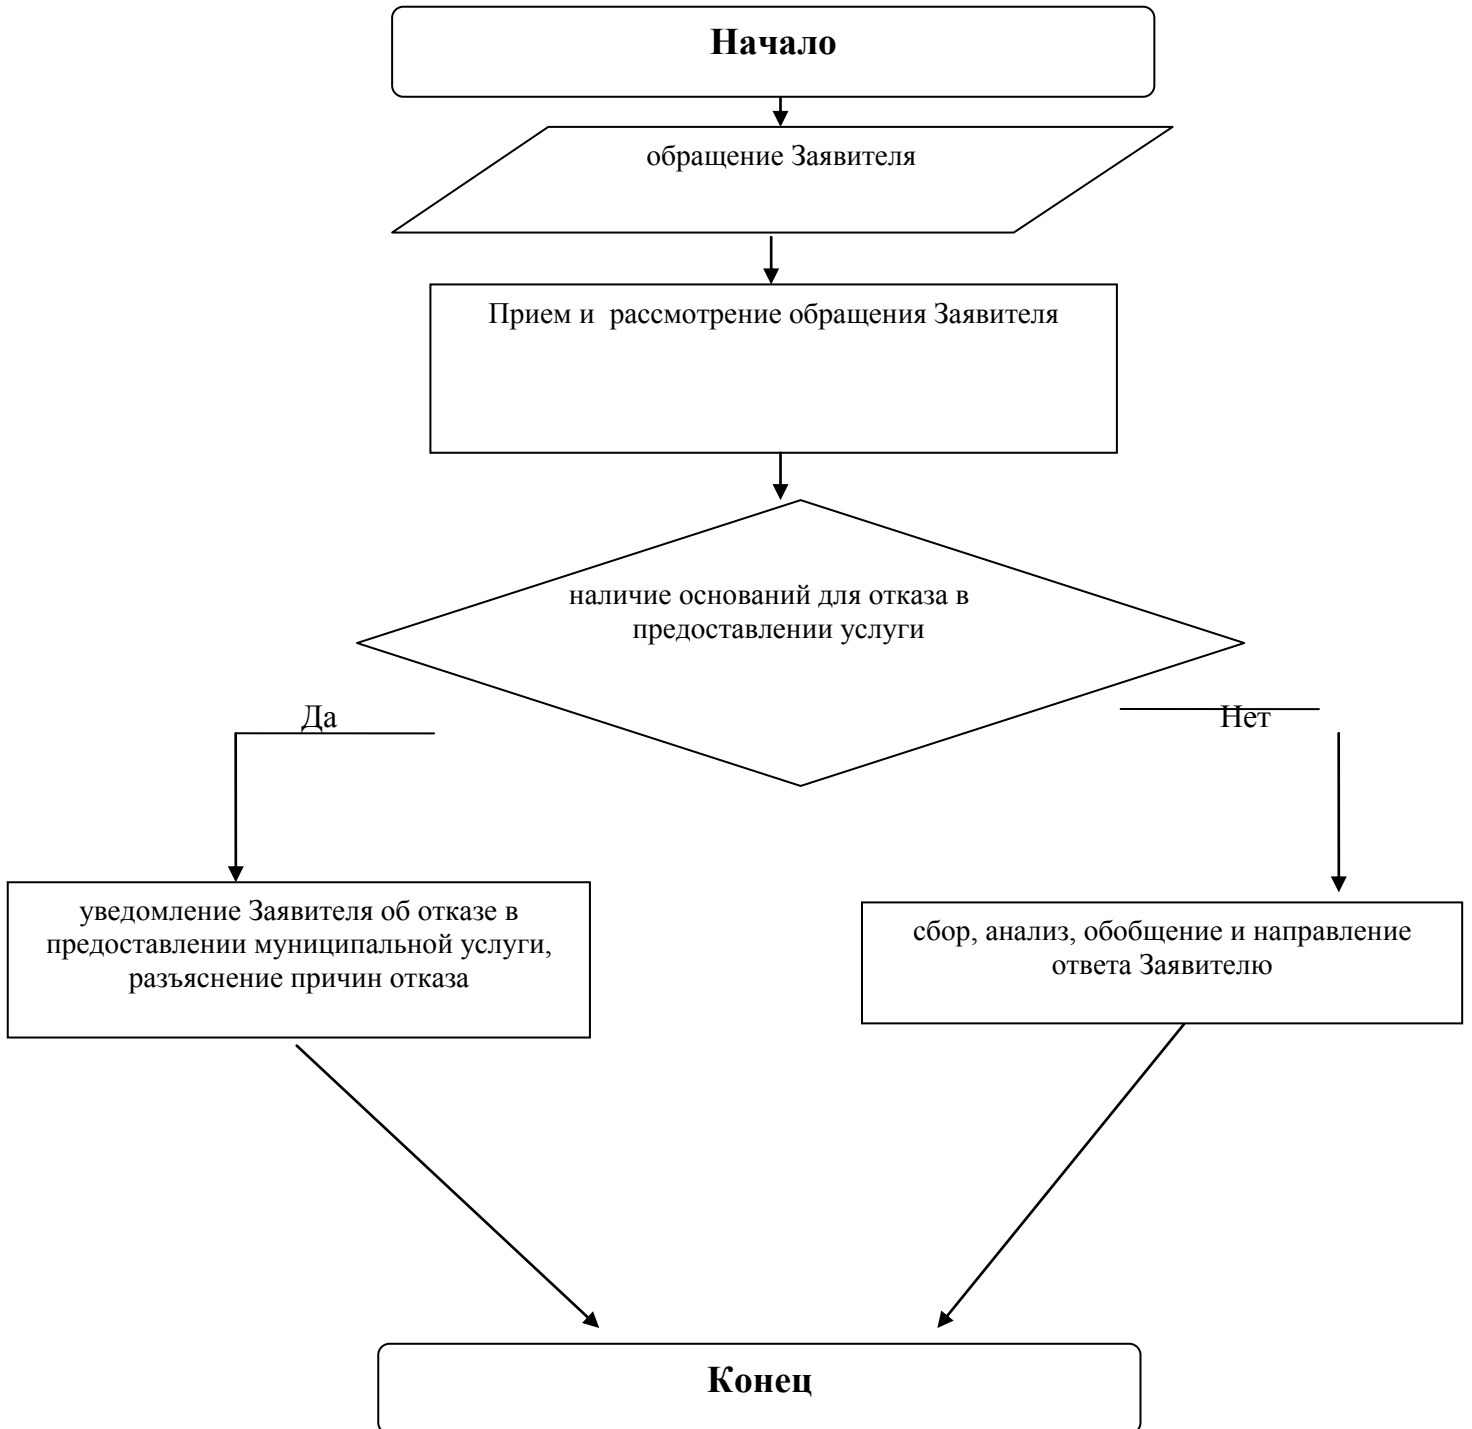 Начало
обращение Заявителя
Прием и  рассмотрение обращения Заявителя
наличие оснований для отказа в
предоставлении услуги
Да
Нет
уведомление Заявителя об отказе в
предоставлении муниципальной услуги,
разъяснение причин отказа
сбор, анализ, обобщение и направление
ответа Заявителю
Конец